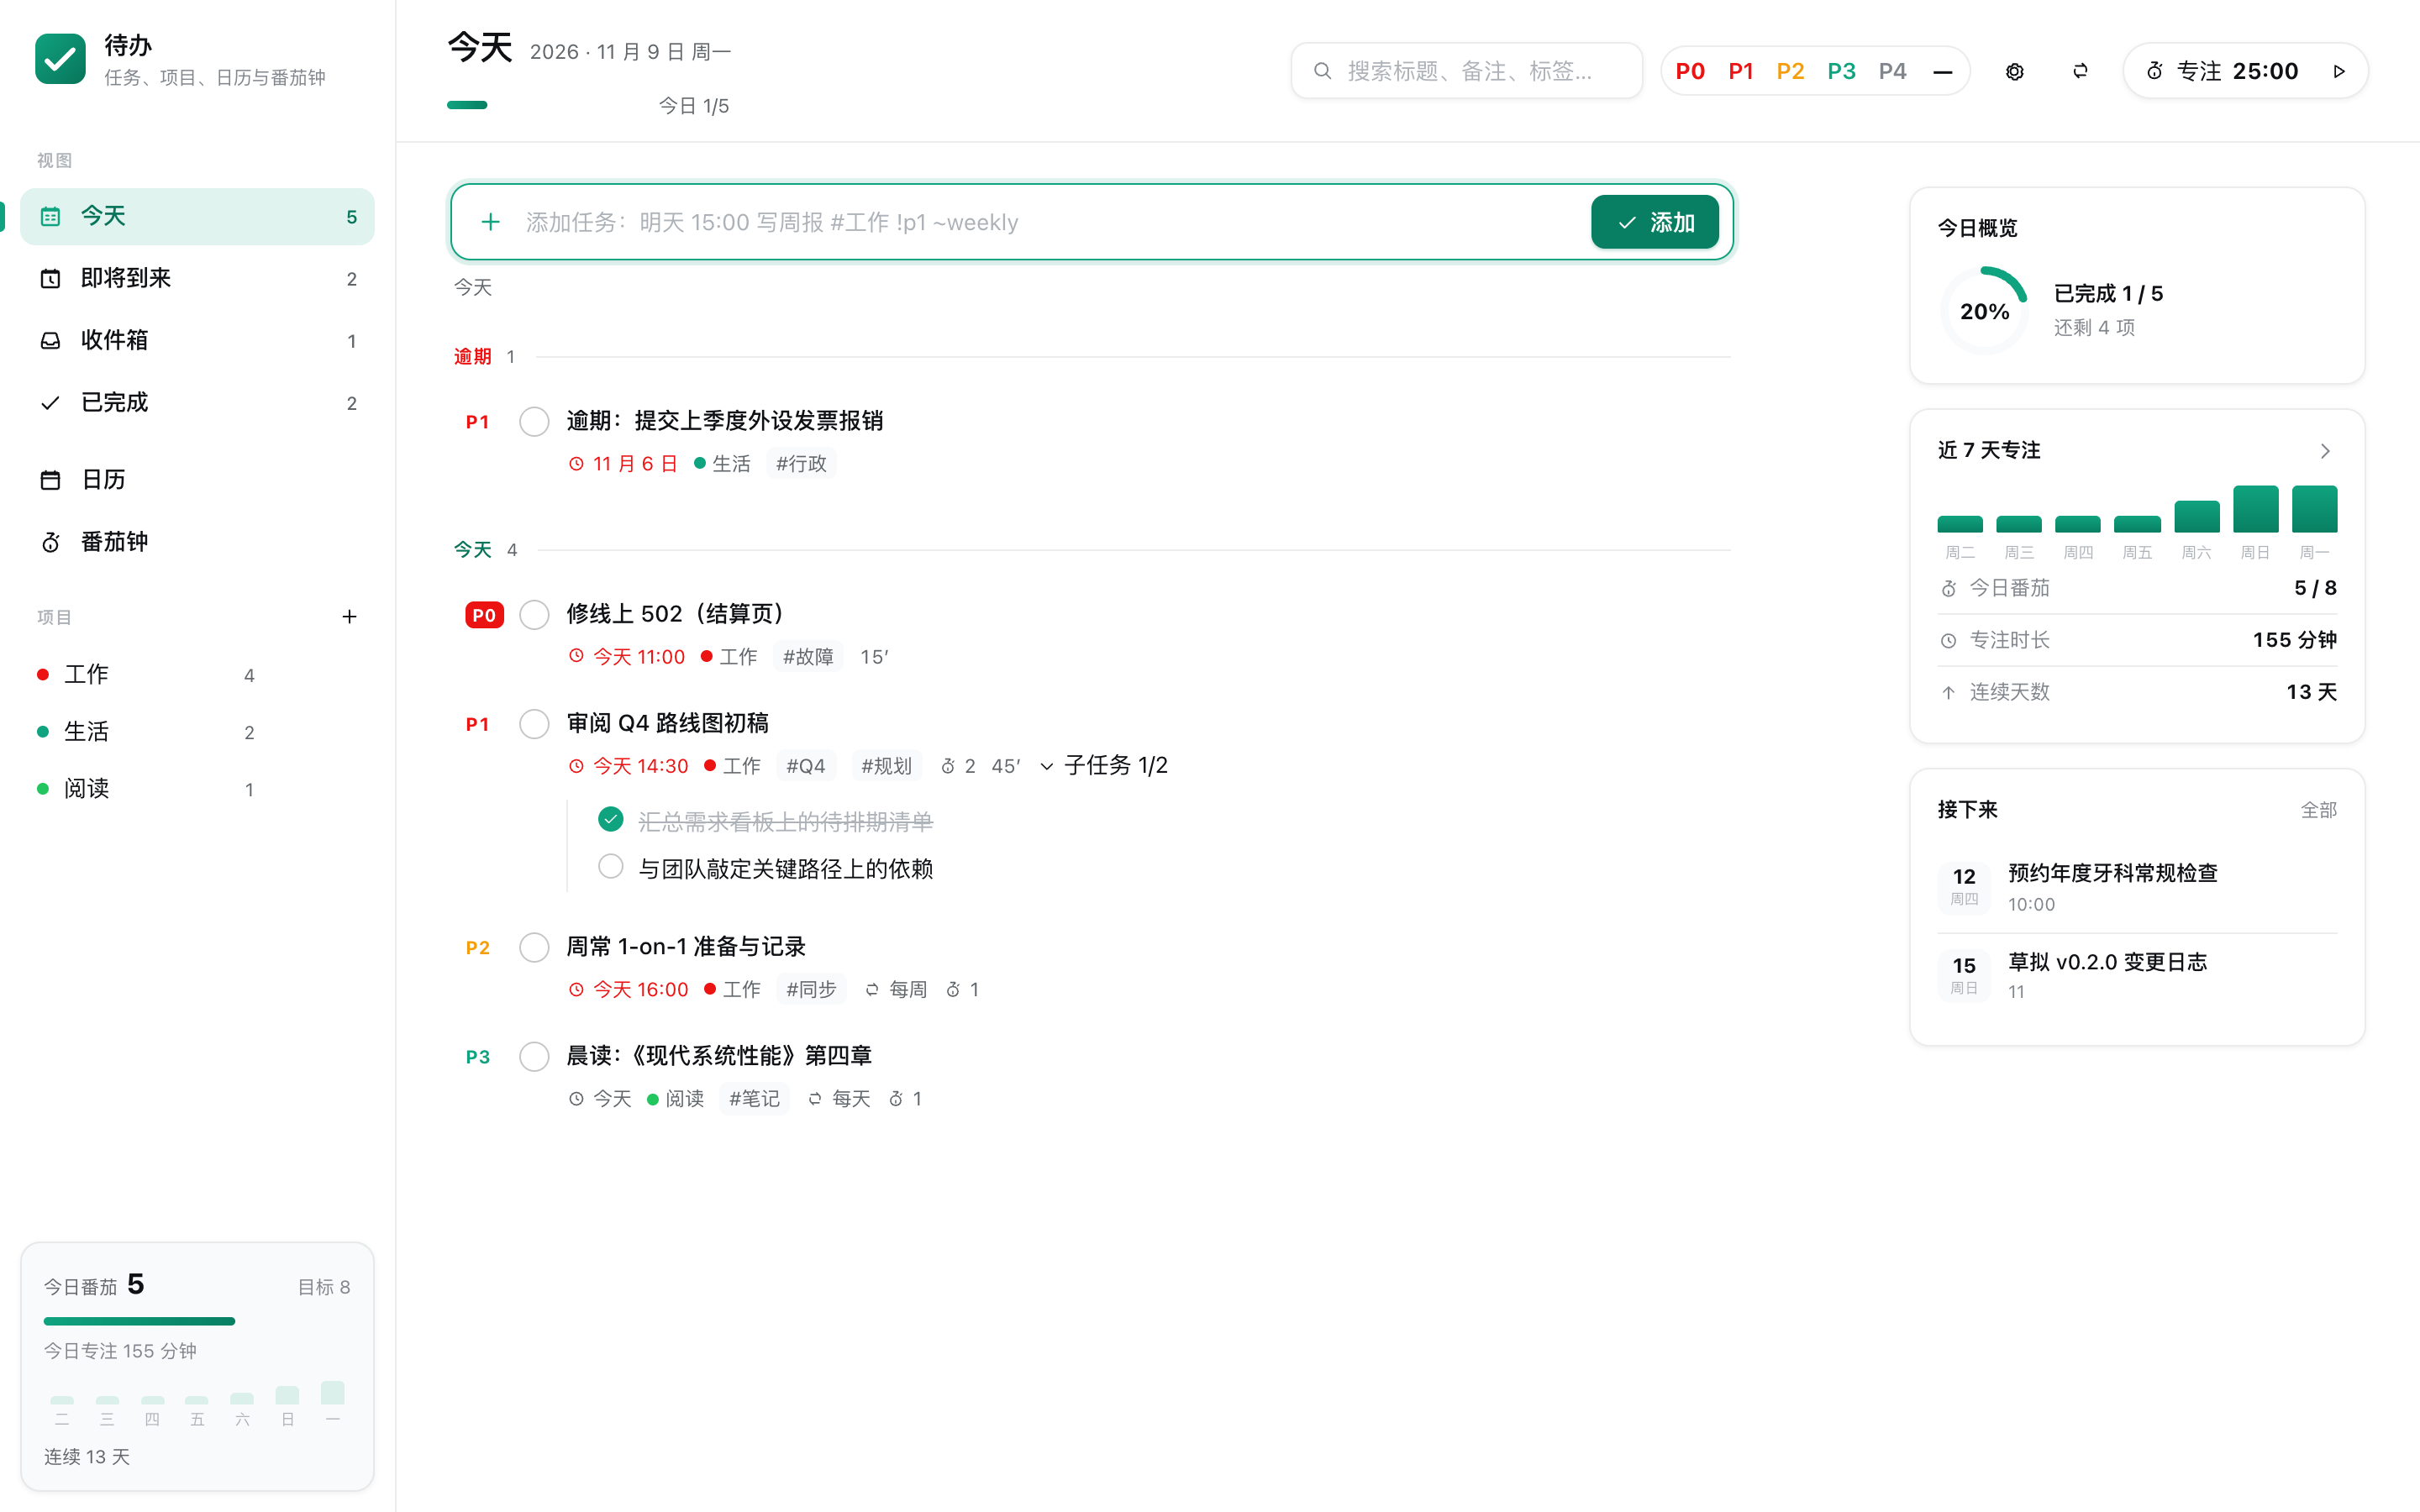 待办
任务、项目、日历与番茄钟
视图
今天 5
即将到来 2
收件箱 1
已完成 2
日历
番茄钟
项目
工作 4
生活 2
阅读 1
今日番茄 5 目标 8
今日专注 155 分钟
二 三 四 五 六 日 一
连续 13 天
今天 2026 · 11 月 9 日 周一
今日 1/5
搜索标题、备注、标签...
P0 P1 P2 P3 P4 —
专注 25:00
添加任务：明天 15:00 写周报 #工作 !p1 ~weekly
添加
今天
逾期 1
P1 逾期：提交上季度外设发票报销
11 月 6 日 生活 #行政
今天 4
P0 修线上 502（结算页）
今天 11:00 工作 #故障 15′
P1 审阅 Q4 路线图初稿
今天 14:30 工作 #Q4 #规划 2 45′ 子任务 1/2
汇总需求看板上的待排期清单
与团队敲定关键路径上的依赖
P2 周常 1-on-1 准备与记录
今天 16:00 工作 #同步 每周 1
P3 晨读：《现代系统性能》第四章
今天 阅读 #笔记 每天 1
今日概览
20%
已完成 1 / 5
还剩 4 项
近 7 天专注
周二 周三 周四 周五 周六 周日 周一
今日番茄 5 / 8
专注时长 155 分钟
连续天数 13 天
接下来 全部
12 周四
预约年度牙科常规检查
10:00
15 周日
草拟 v0.2.0 变更日志
11